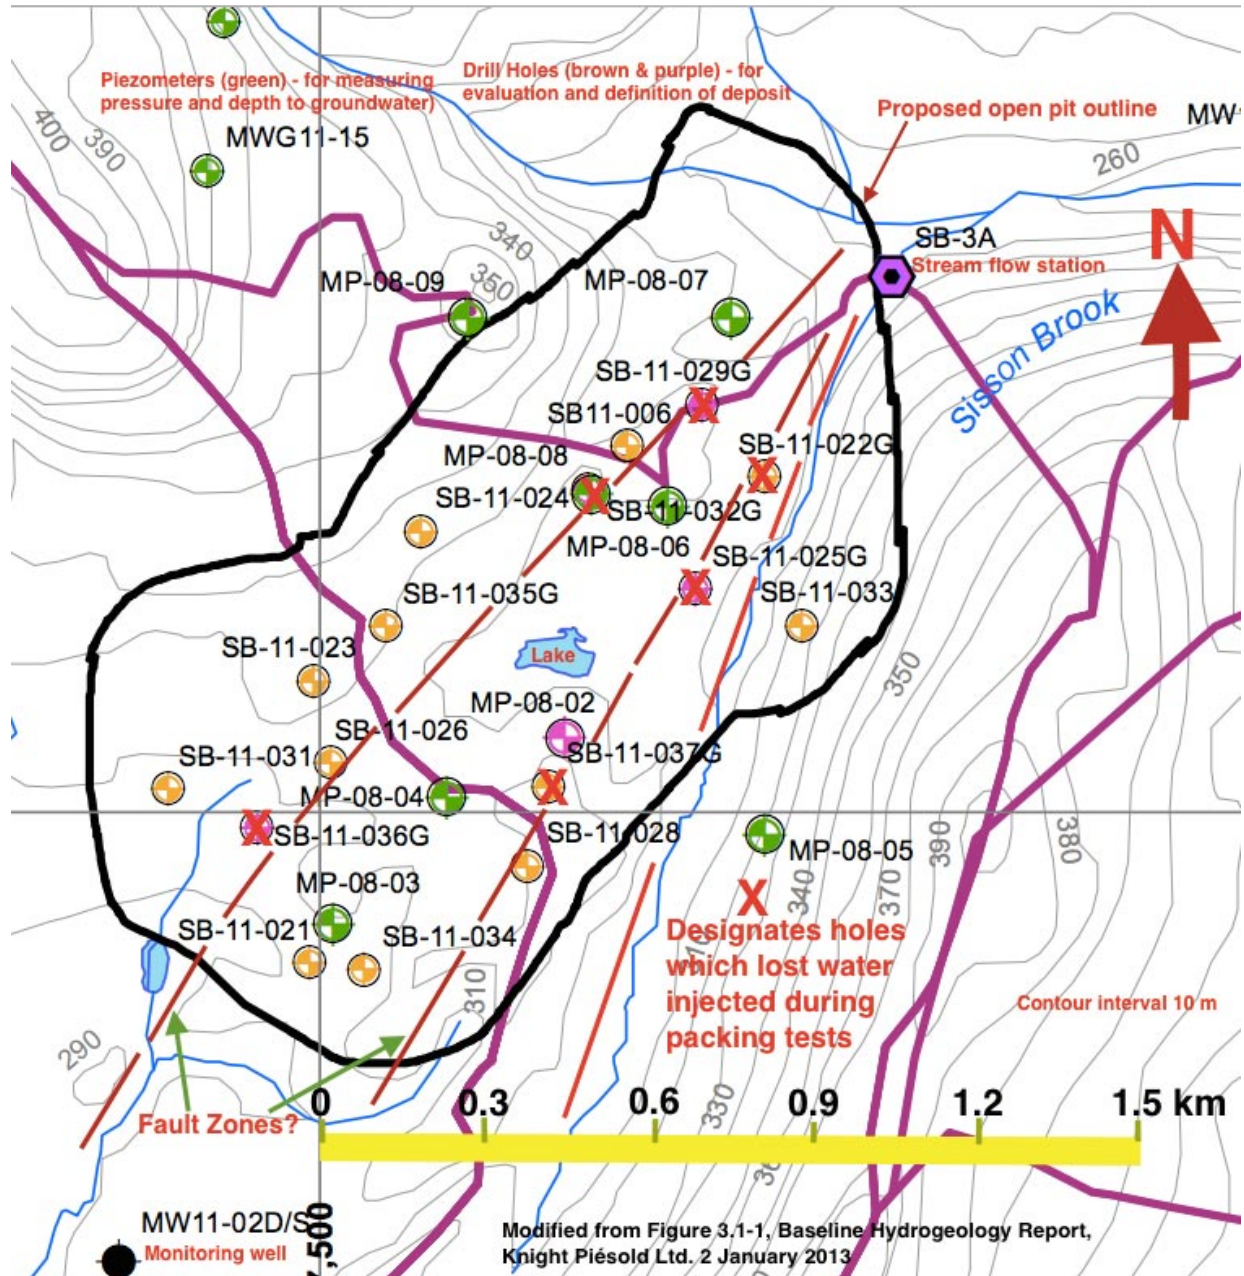 Piezometers (green) - for measuring
pressure and depth to groundwater)
Drill Holes (brown & purple) - for
evaluation and definition of deposit
Proposed open pit outline
MW
400
390
MWG11-15
260
N
340
350
MP-08-09
MP-08-07
SB-3A
Stream flow station
Sisson Brook
SB-11-029G
X
SB11-006
MP-08-08
SB-11-022G
X
SB-11-024
X
SB-11-032G
MP-08-06
SB-11-025G
X
SB-11-035G
SB-11-033
SB-11-023
Lake
350
MP-08-02
SB-11-026
SB-11-031
SB-11-037G
X
MP-08-04
X
SB-11-036G
SB-11-028
MP-08-05
390
380
MP-08-03
340
370
X
SB-11-021
SB-11-034
Designates holes
which lost water
injected during
packing tests
310
310
Contour interval 10 m
290
Fault Zones?
330
0 0.3 0.6 0.9 1.2 1.5 km
MW11-02D/S
Monitoring well
7,500
Modified from Figure 3.1-1, Baseline Hydrogeology Report,
Knight Piésold Ltd. 2 January 2013